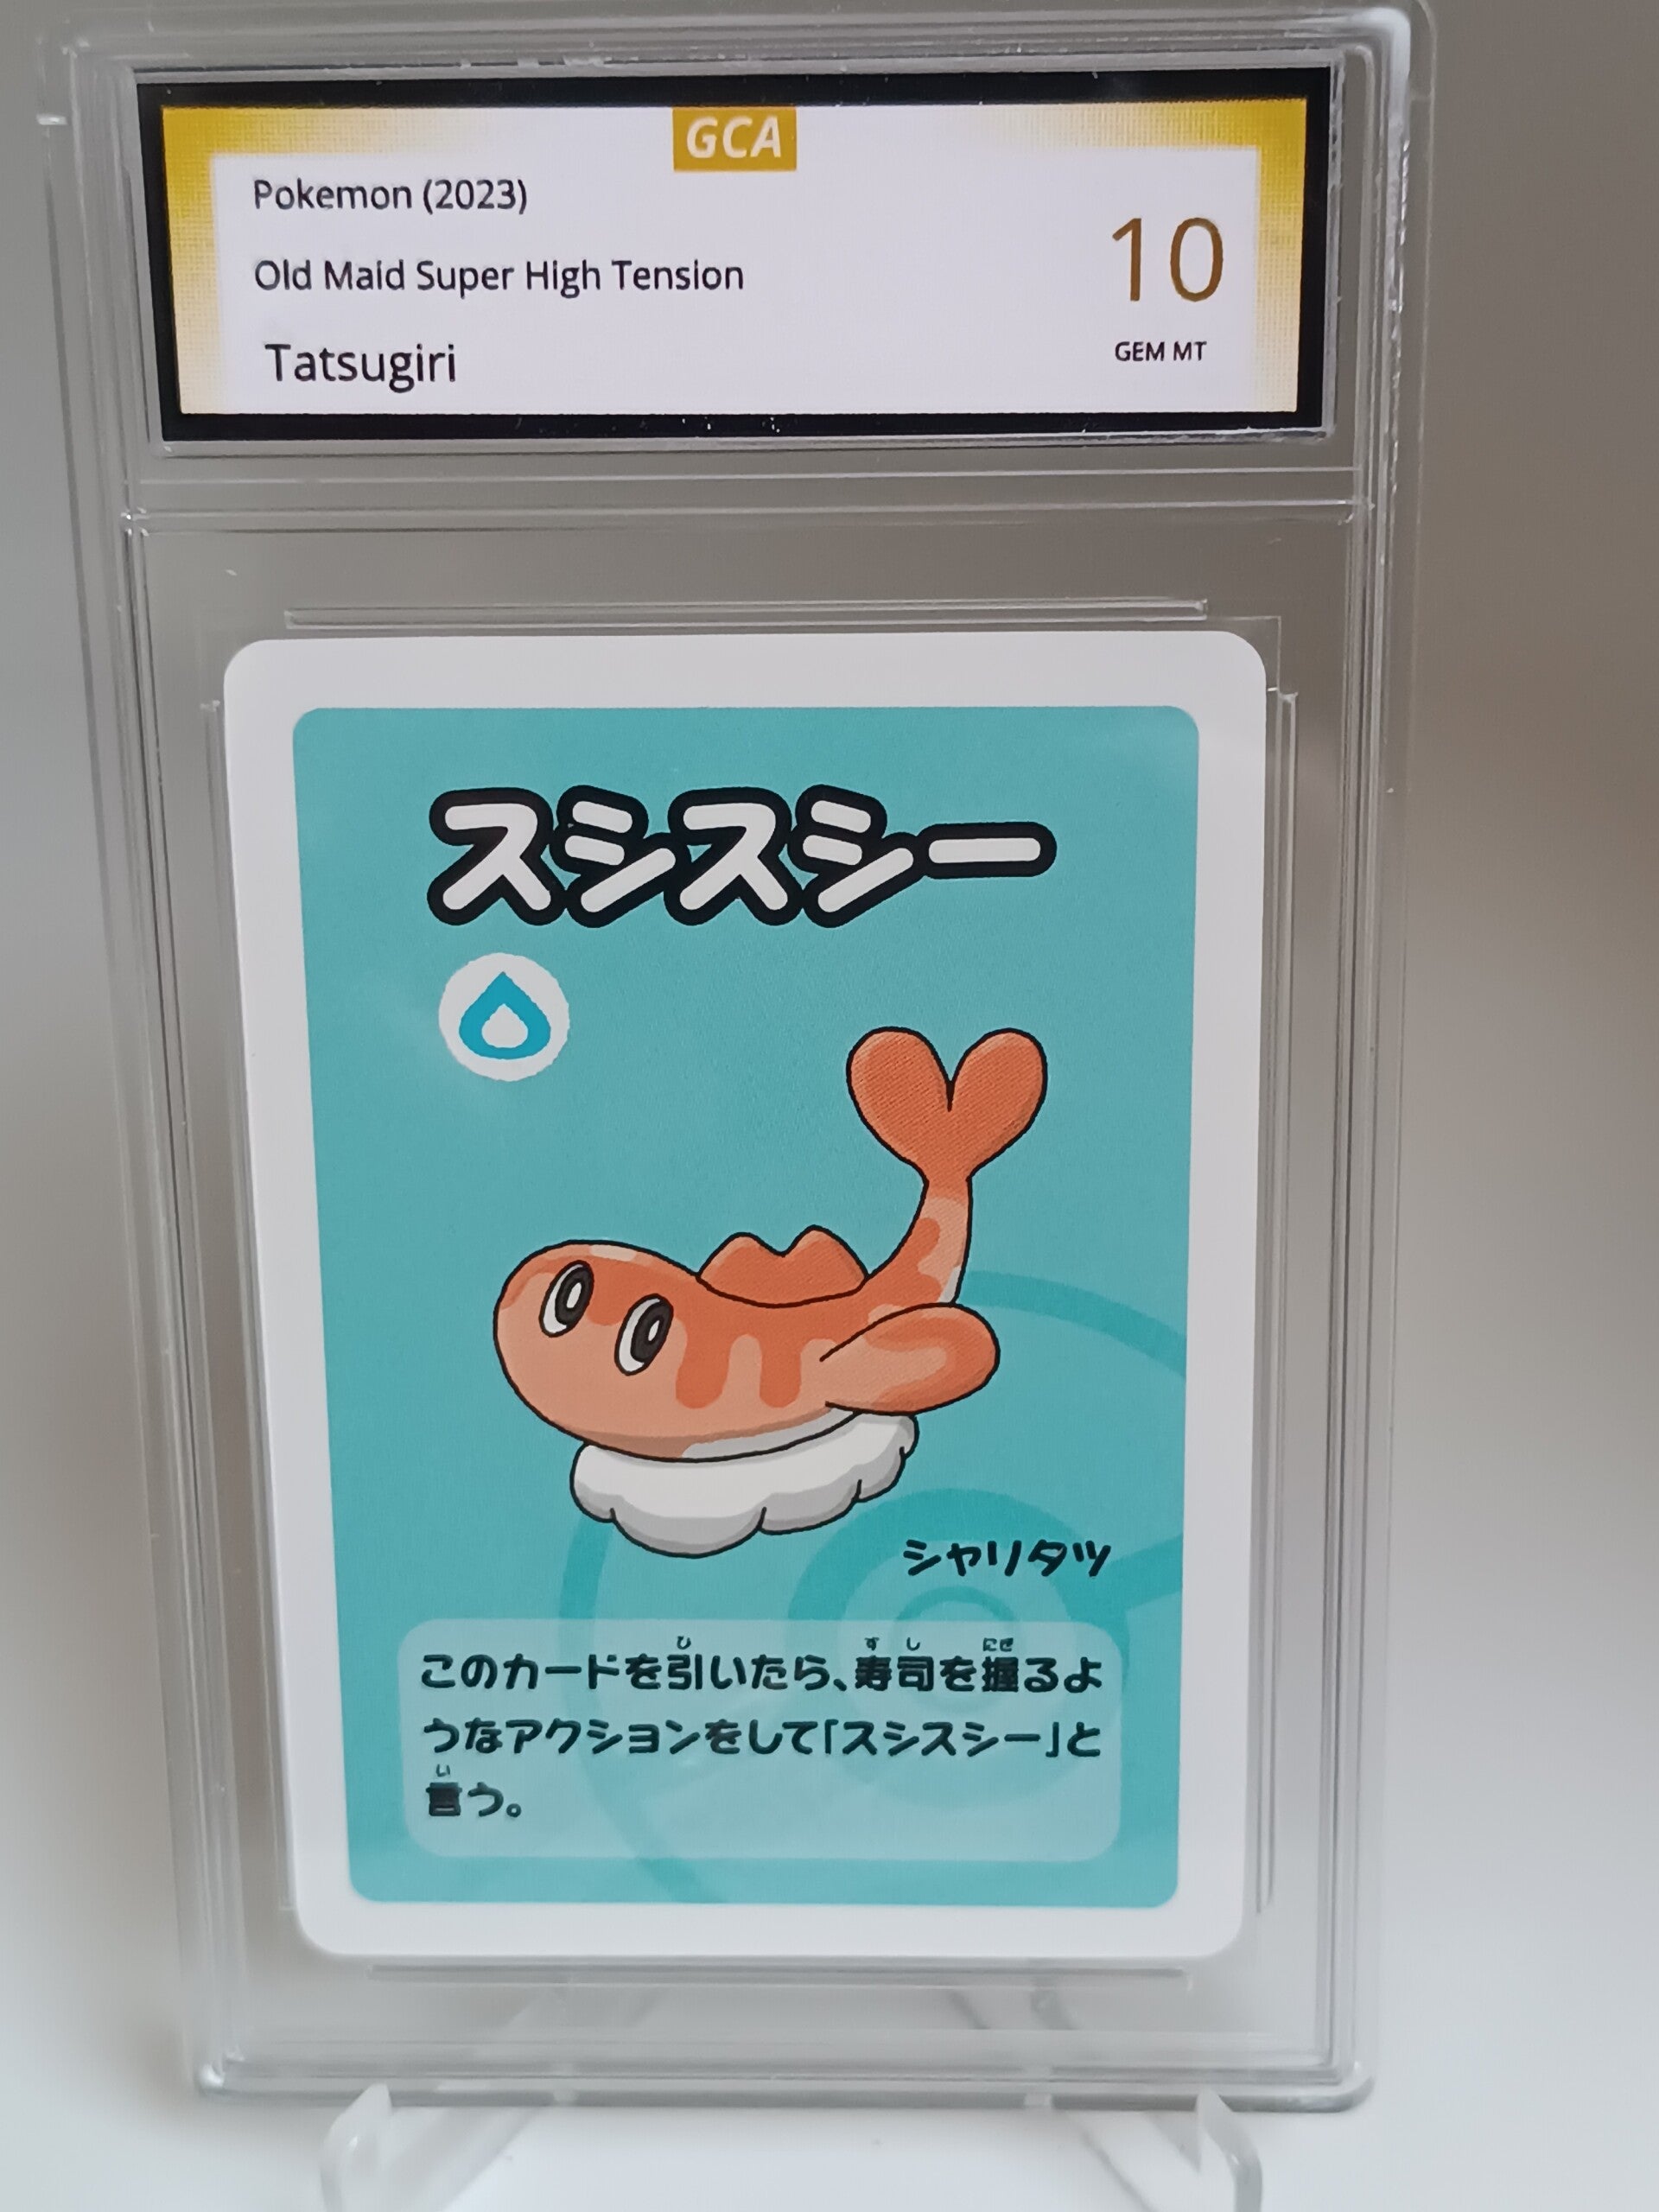 GCA
Pokemon (2023)
Old Maid Super High Tension
Tatsugiri
10
GEM MT
スシスシー
シャリタツ
このカードを引いたら、寿司を握るよ
うなアクションをして「スシスシー」と
言う。